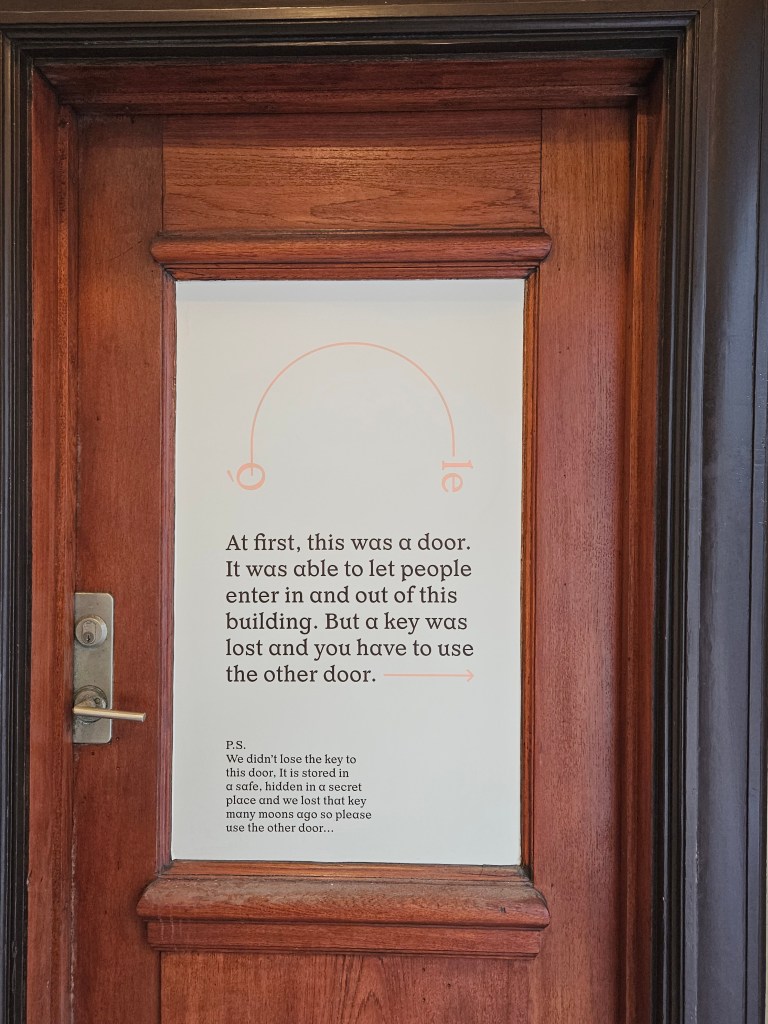 Ò le
At first, this was a door.
It was able to let people
enter in and out of this
building. But a key was
lost and you have to use
the other door.
P.S.
We didn't lose the key to
this door, It is stored in
a safe, hidden in a secret
place and we lost that key
many moons ago so please
use the other door...